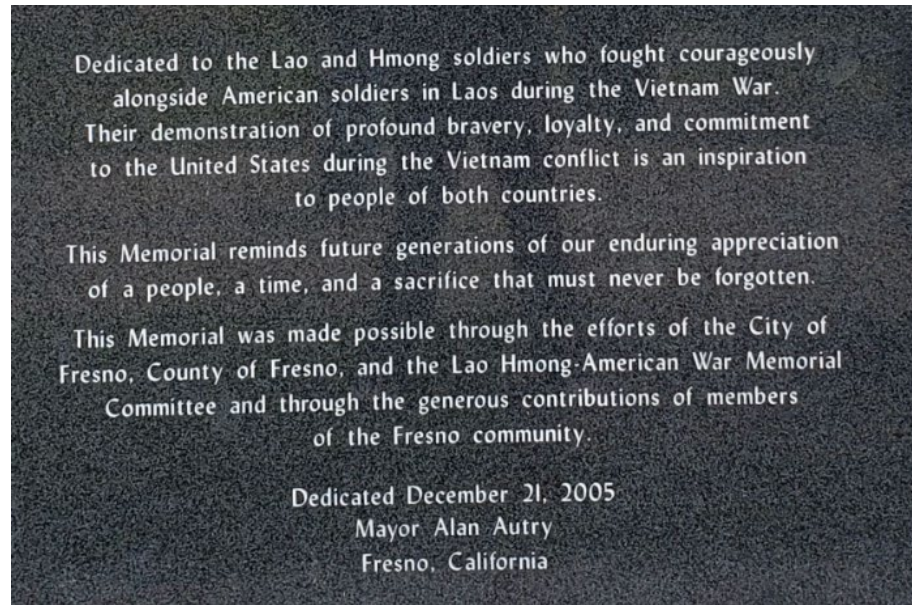 Dedicated to the Lao and Hmong soldiers who fought courageously
alongside American soldiers in Laos during the Vietnam War.
Their demonstration of profound bravery, loyalty, and commitment
to the United States during the Vietnam conflict is an inspiration
to people of both countries.
This Memorial reminds future generations of our enduring appreciation
of a people, a time, and a sacrifice that must never be forgotten.
This Memorial was made possible through the efforts of the City of
Fresno, County of Fresno, and the Lao Hmong-American War Memorial
Committee and through the generous contributions of members
of the Fresno community.
Dedicated December 21, 2005
Mayor Alan Autry
Fresno, California